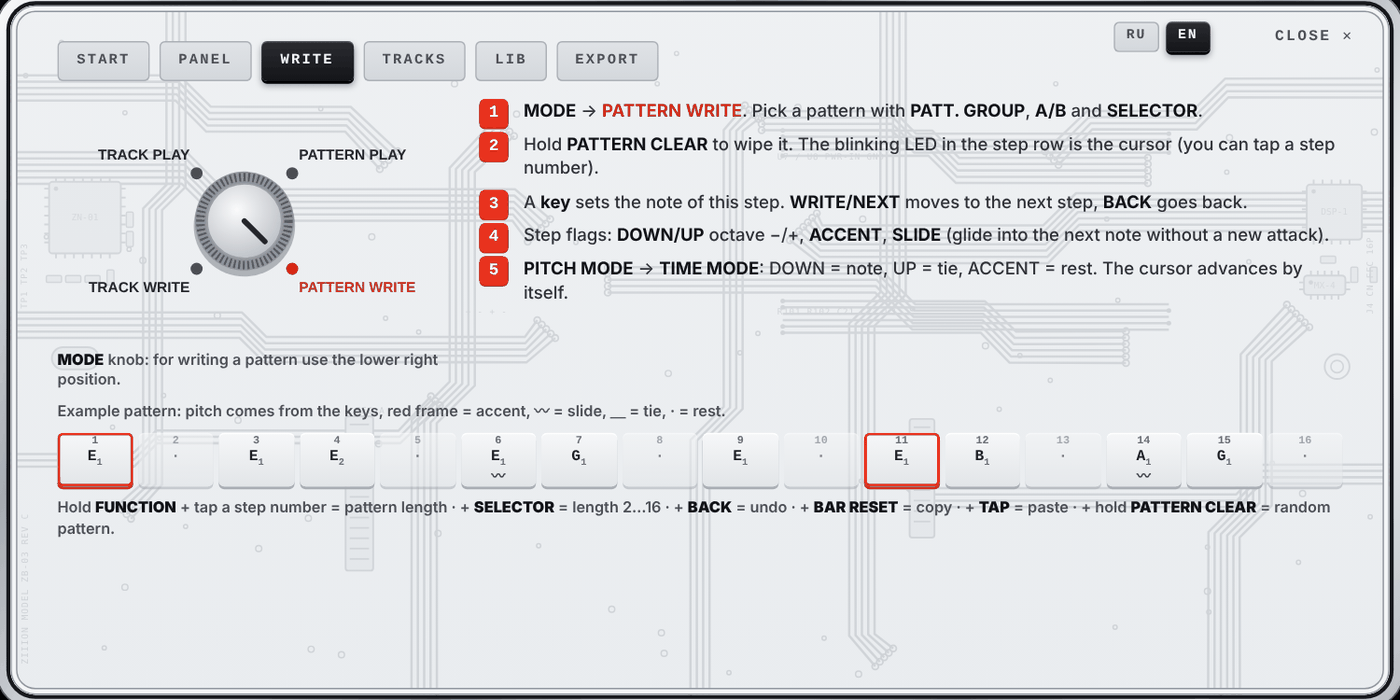 START PANEL WRITE TRACKS LIB EXPORT RU EN CLOSE ×
TRACK PLAY PATTERN PLAY
TRACK WRITE PATTERN WRITE
MODE knob: for writing a pattern use the lower right
position.
1 MODE → PATTERN WRITE. Pick a pattern with PATT. GROUP, A/B and SELECTOR.
2 Hold PATTERN CLEAR to wipe it. The blinking LED in the step row is the cursor (you can tap a step
number).
3 A key sets the note of this step. WRITE/NEXT moves to the next step, BACK goes back.
4 Step flags: DOWN/UP octave −/+, ACCENT, SLIDE (glide into the next note without a new attack).
5 PITCH MODE → TIME MODE: DOWN = note, UP = tie, ACCENT = rest. The cursor advances by
itself.
Example pattern: pitch comes from the keys, red frame = accent, 〰 = slide, __ = tie, · = rest.
1 2 3 4 5 6 7 8 9 10 11 12 13 14 15 16
E₁ · E₁ E₂ · E₁ G₁ · E₁ · E₁ B₁ · A₁ G₁ ·
〰 〰
Hold FUNCTION + tap a step number = pattern length · + SELECTOR = length 2…16 · + BACK = undo · + BAR RESET = copy · + TAP = paste · + hold PATTERN CLEAR = random
pattern.
ZN-01
DSP-1
TP1 TP2 TP3